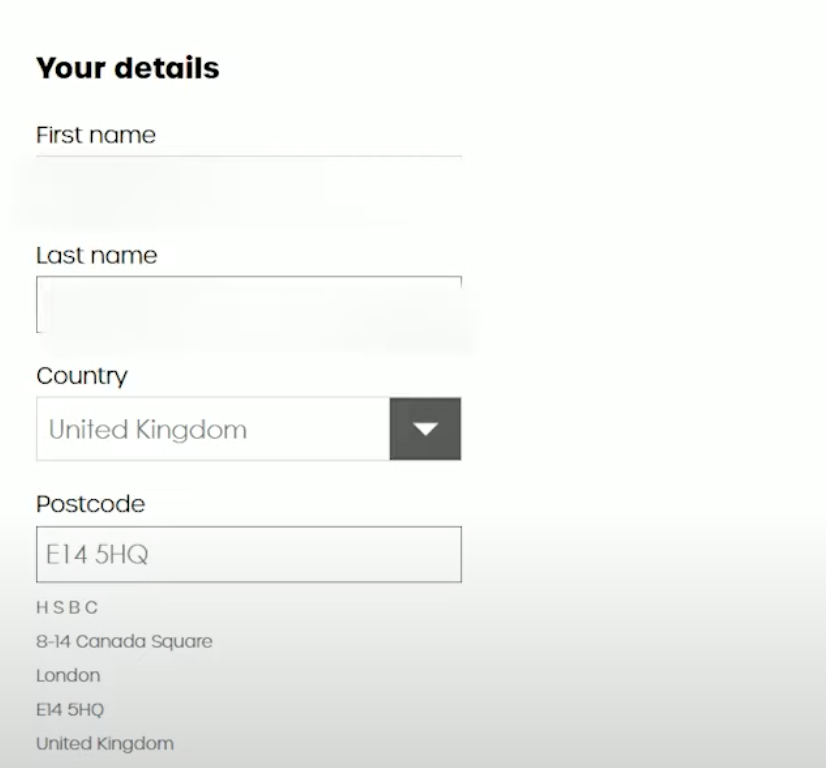 Your details
First name
Last name
Country
United Kingdom
Postcode
E14 5HQ
H S B C
8-14 Canada Square
London
E14 5HQ
United Kingdom